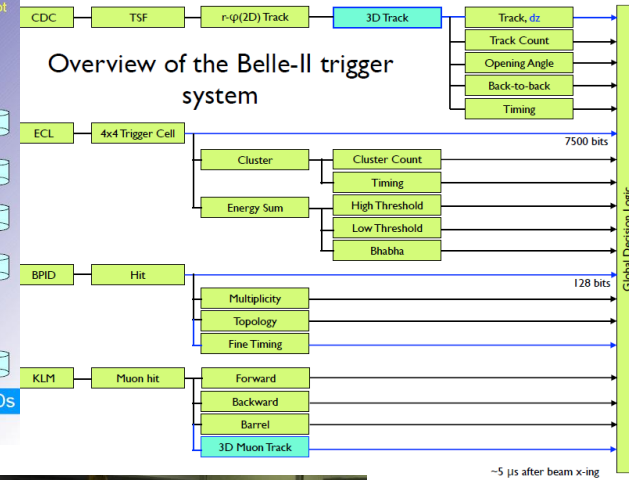 pt
CDC TSF r-φ(2D) Track 3D Track Track, dz
Track Count
Overview of the Belle-II trigger
system
Opening Angle
Back-to-back
Timing
ECL 4x4 Trigger Cell
7500 bits
Cluster Cluster Count
Timing
Energy Sum High Threshold
Low Threshold
Bhabha
Global Decision Logic
BPID Hit
128 bits
Multiplicity
Topology
Fine Timing
KLM Muon hit Forward
Backward
Barrel
3D Muon Track
Ds
~5 μs after beam x-ing